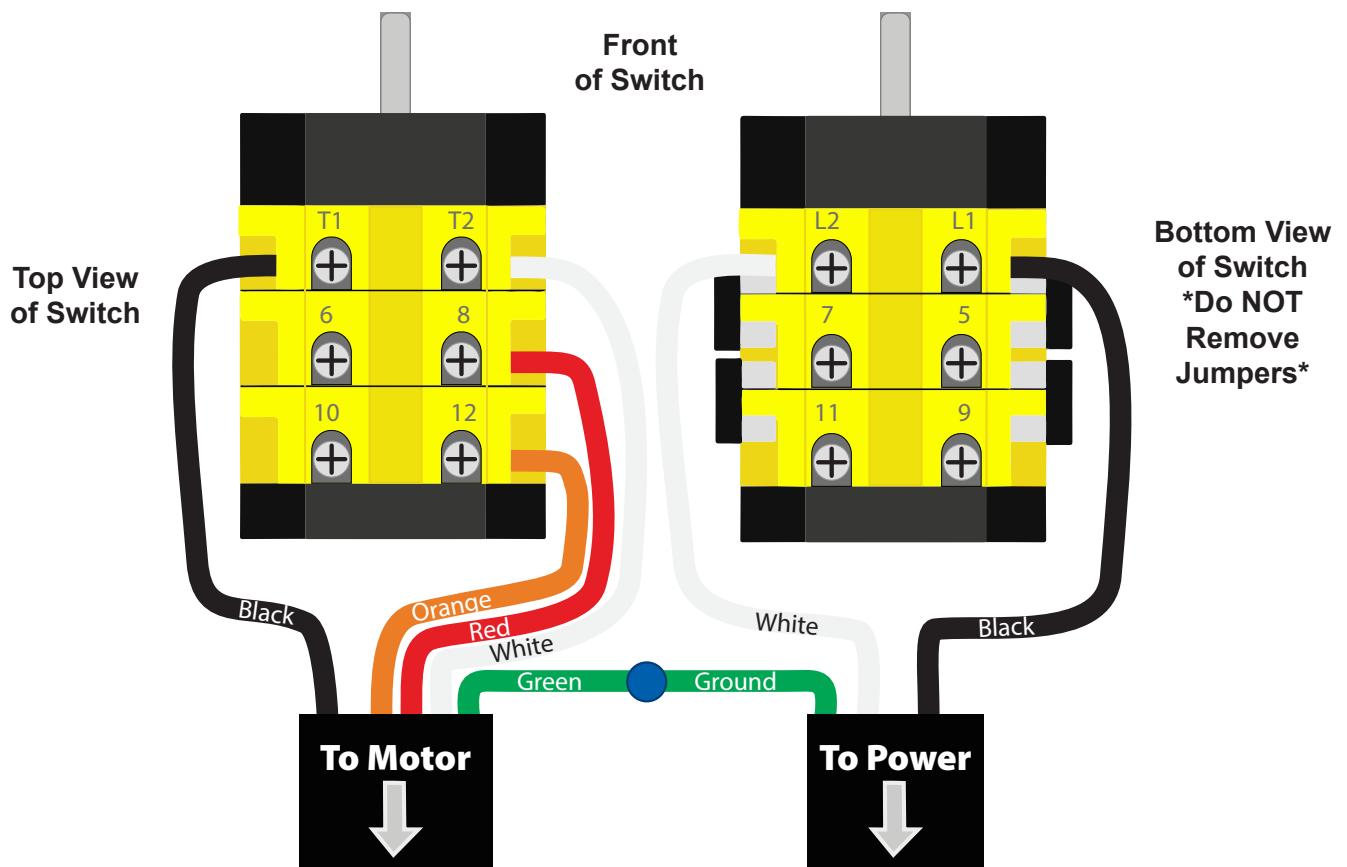 Front
of Switch
Top View
of Switch
T1 T2
6 8
10 12
L2 L1
7 5
11 9
Bottom View
of Switch
*Do NOT
Remove
Jumpers*
Black
Orange
Red
White
Green
Ground
White
Black
To Motor
To Power